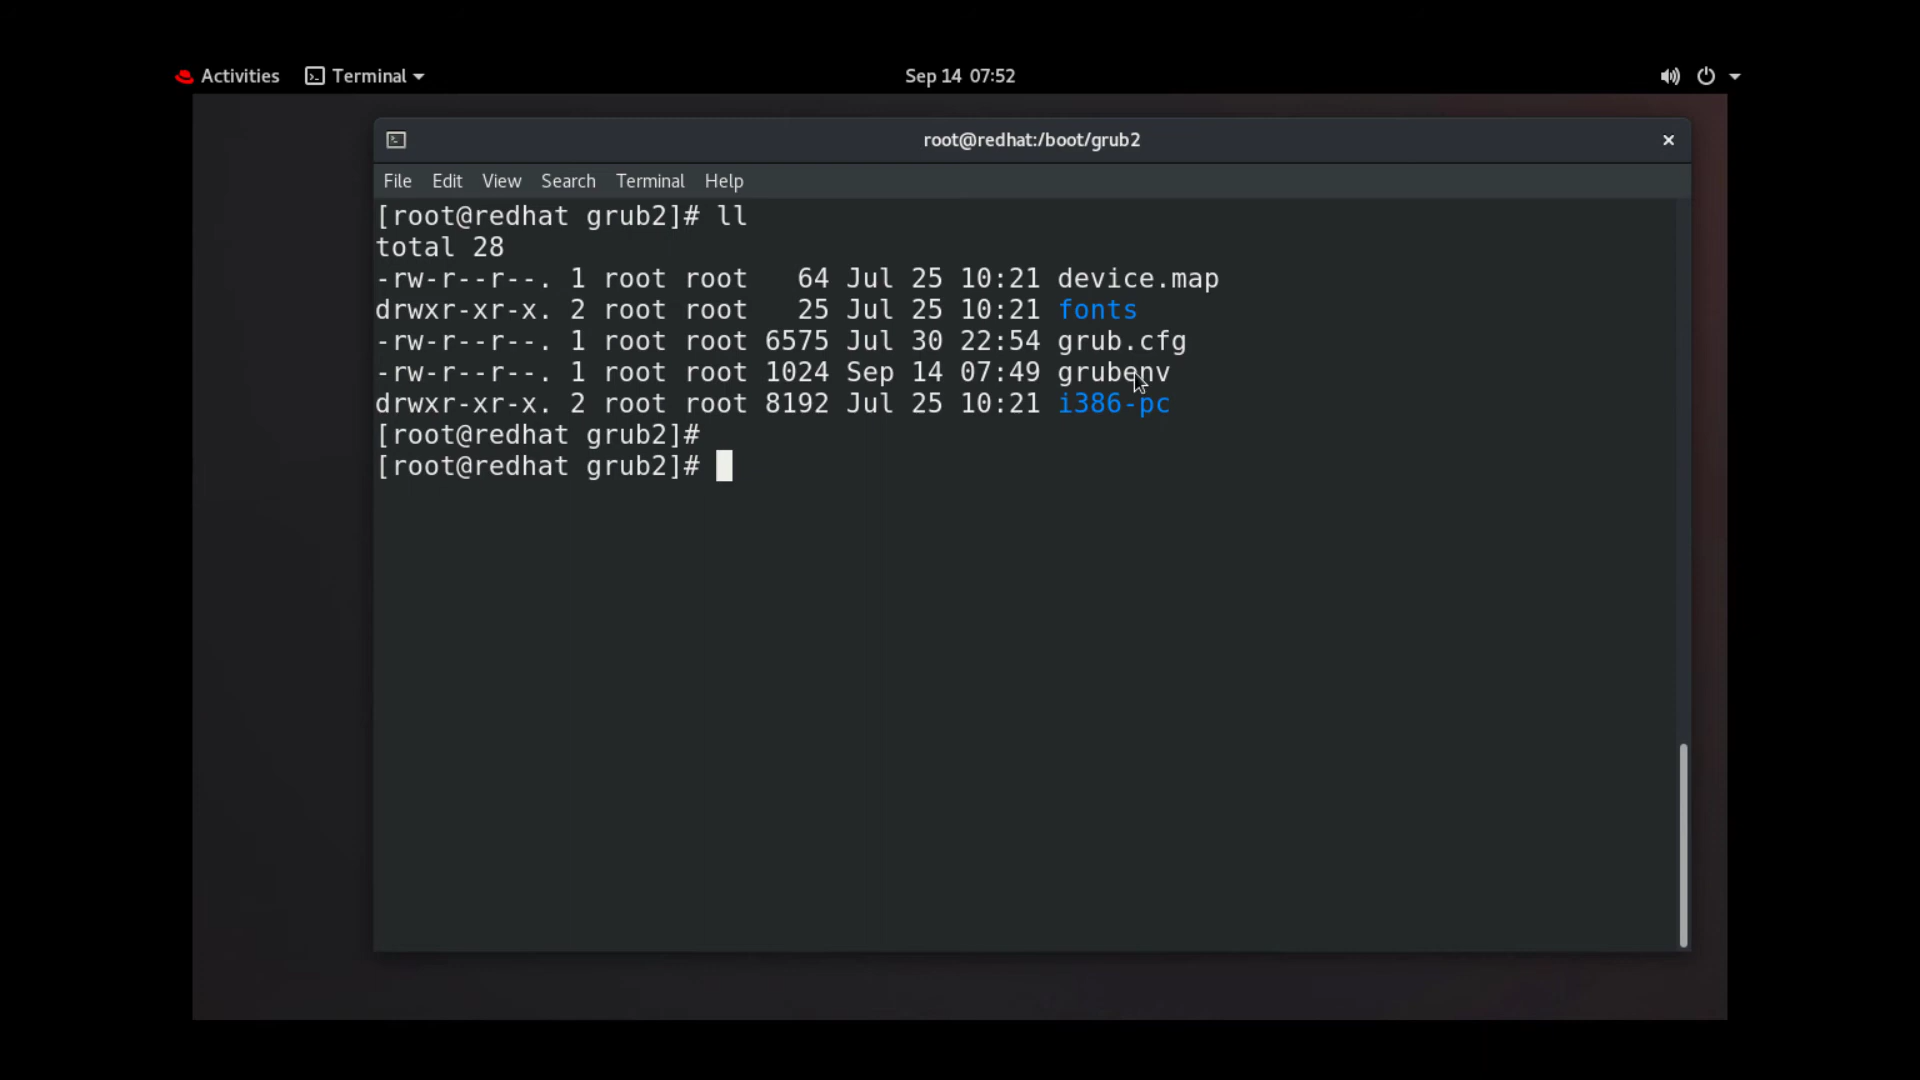 Activities Terminal Sep 14 07:52
root@redhat:/boot/grub2
File Edit View Search Terminal Help
[root@redhat grub2]# ll
total 28
-rw-r--r--. 1 root root   64 Jul 25 10:21 device.map
drwxr-xr-x. 2 root root   25 Jul 25 10:21 fonts
-rw-r--r--. 1 root root 6575 Jul 30 22:54 grub.cfg
-rw-r--r--. 1 root root 1024 Sep 14 07:49 grubenv
drwxr-xr-x. 2 root root 8192 Jul 25 10:21 i386-pc
[root@redhat grub2]#
[root@redhat grub2]#